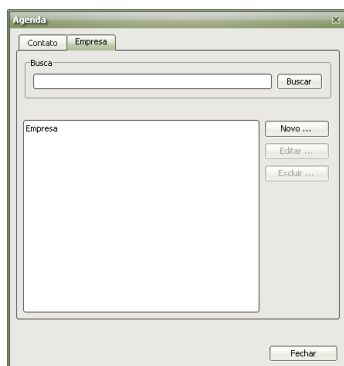 Agenda
Contato Empresa
Busca
Buscar
Empresa
Novo ...
Editar ...
Excluir ...
Fechar